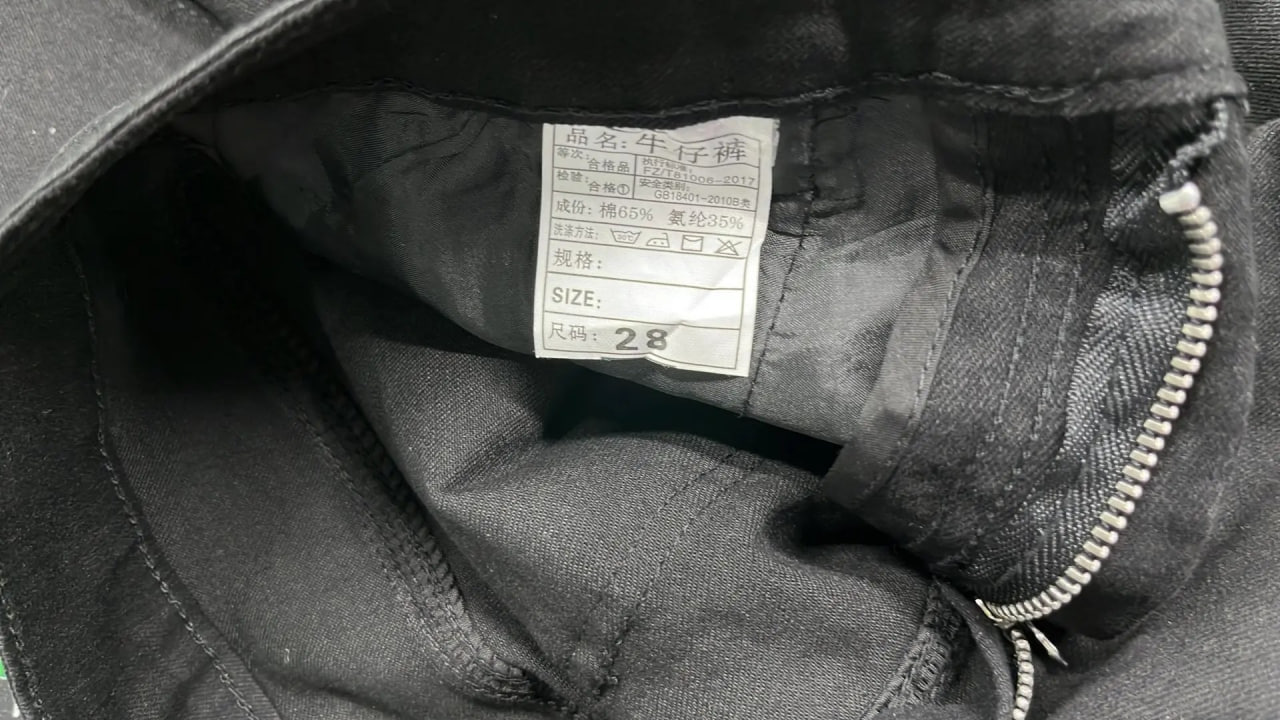 品名: 牛仔裤
等次: 合格品 执行标准: FZ/T81006-2017
检验: 合格① 安全类别: GB18401-2010B类
成份: 棉65% 氨纶35%
洗涤方法: 30℃
规格:
SIZE:
尺码: 28